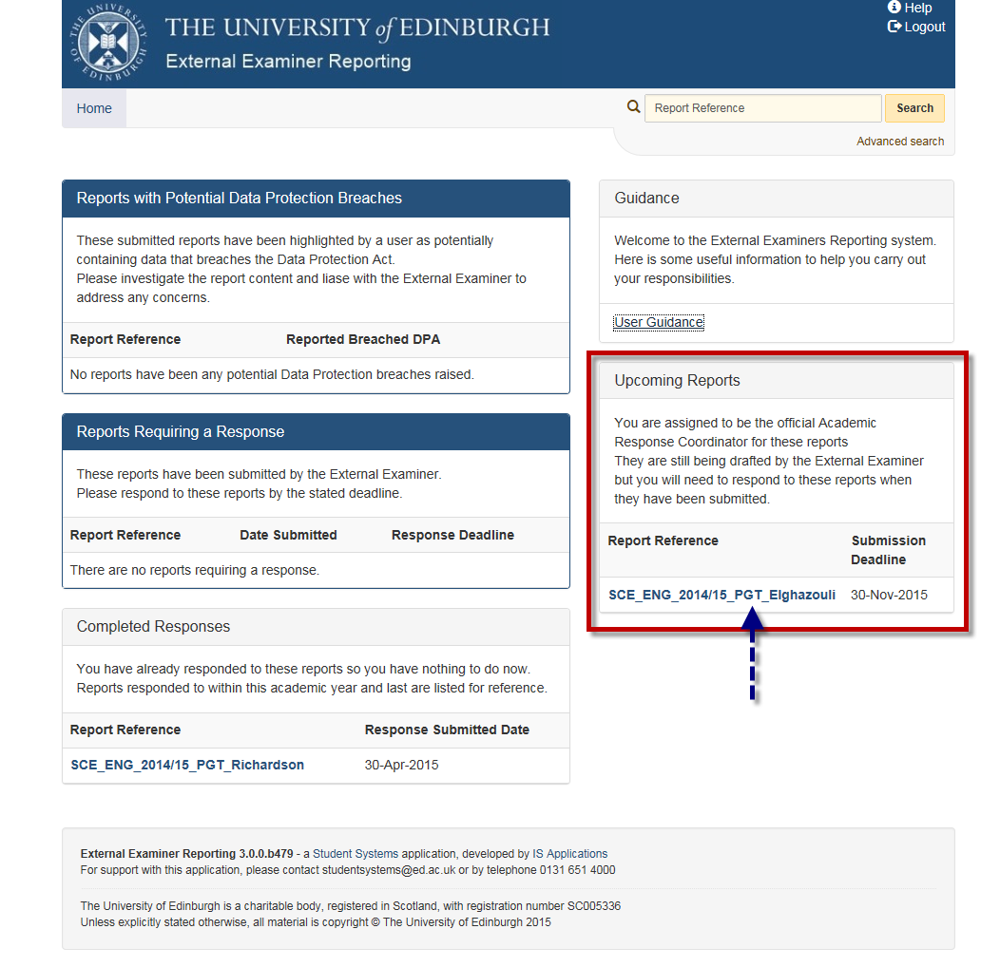 THE UNIVERSITY OF EDINBURGH
THE UNIVERSITY of EDINBURGH
External Examiner Reporting
Help
Logout
Home
Report Reference
Search
Advanced search
Reports with Potential Data Protection Breaches
These submitted reports have been highlighted by a user as potentially
containing data that breaches the Data Protection Act.
Please investigate the report content and liase with the External Examiner to
address any concerns.
Report Reference Reported Breached DPA
No reports have been any potential Data Protection breaches raised.
Reports Requiring a Response
These reports have been submitted by the External Examiner.
Please respond to these reports by the stated deadline.
Report Reference Date Submitted Response Deadline
There are no reports requiring a response.
Completed Responses
You have already responded to these reports so you have nothing to do now.
Reports responded to within this academic year and last are listed for reference.
Report Reference Response Submitted Date
SCE_ENG_2014/15_PGT_Richardson 30-Apr-2015
Guidance
Welcome to the External Examiners Reporting system.
Here is some useful information to help you carry out
your responsibilities.
User Guidance
Upcoming Reports
You are assigned to be the official Academic
Response Coordinator for these reports
They are still being drafted by the External Examiner
but you will need to respond to these reports when
they have been submitted.
Report Reference Submission
Deadline
SCE_ENG_2014/15_PGT_Elghazouli 30-Nov-2015
External Examiner Reporting 3.0.0.b479 - a Student Systems application, developed by IS Applications
For support with this application, please contact studentsystems@ed.ac.uk or by telephone 0131 651 4000
The University of Edinburgh is a charitable body, registered in Scotland, with registration number SC005336
Unless explicitly stated otherwise, all material is copyright © The University of Edinburgh 2015